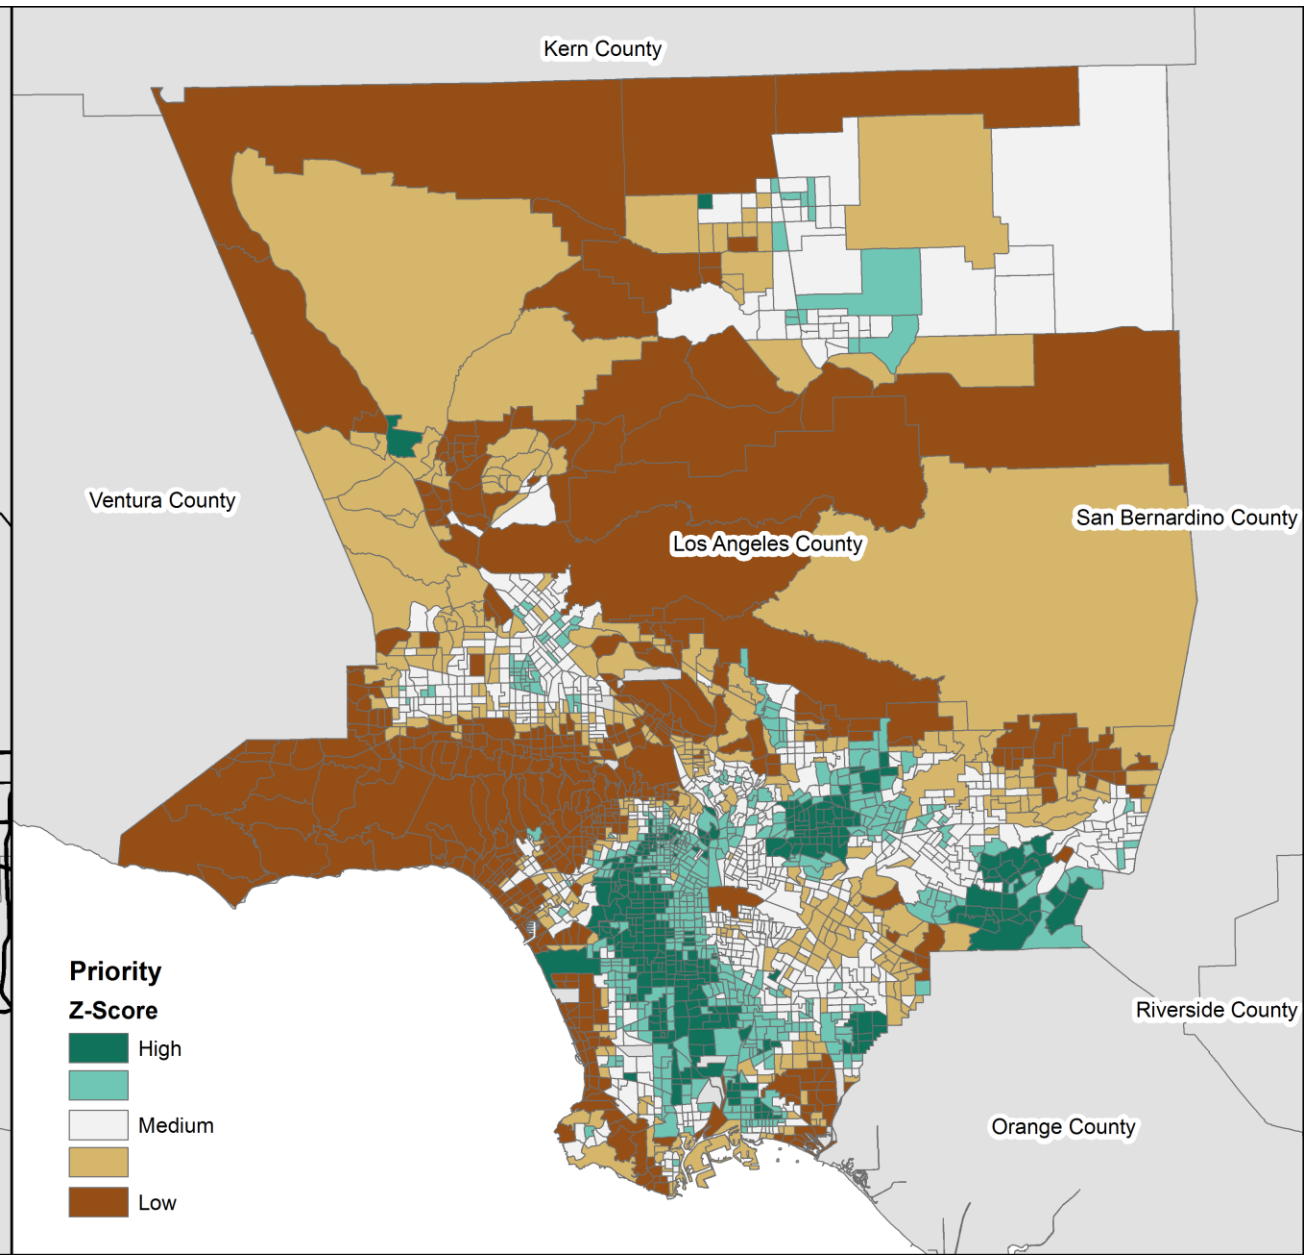 Kern County
Ventura County
San Bernardino County
Los Angeles County
Priority
Z-Score
High
Medium
Low
Riverside County
Orange County